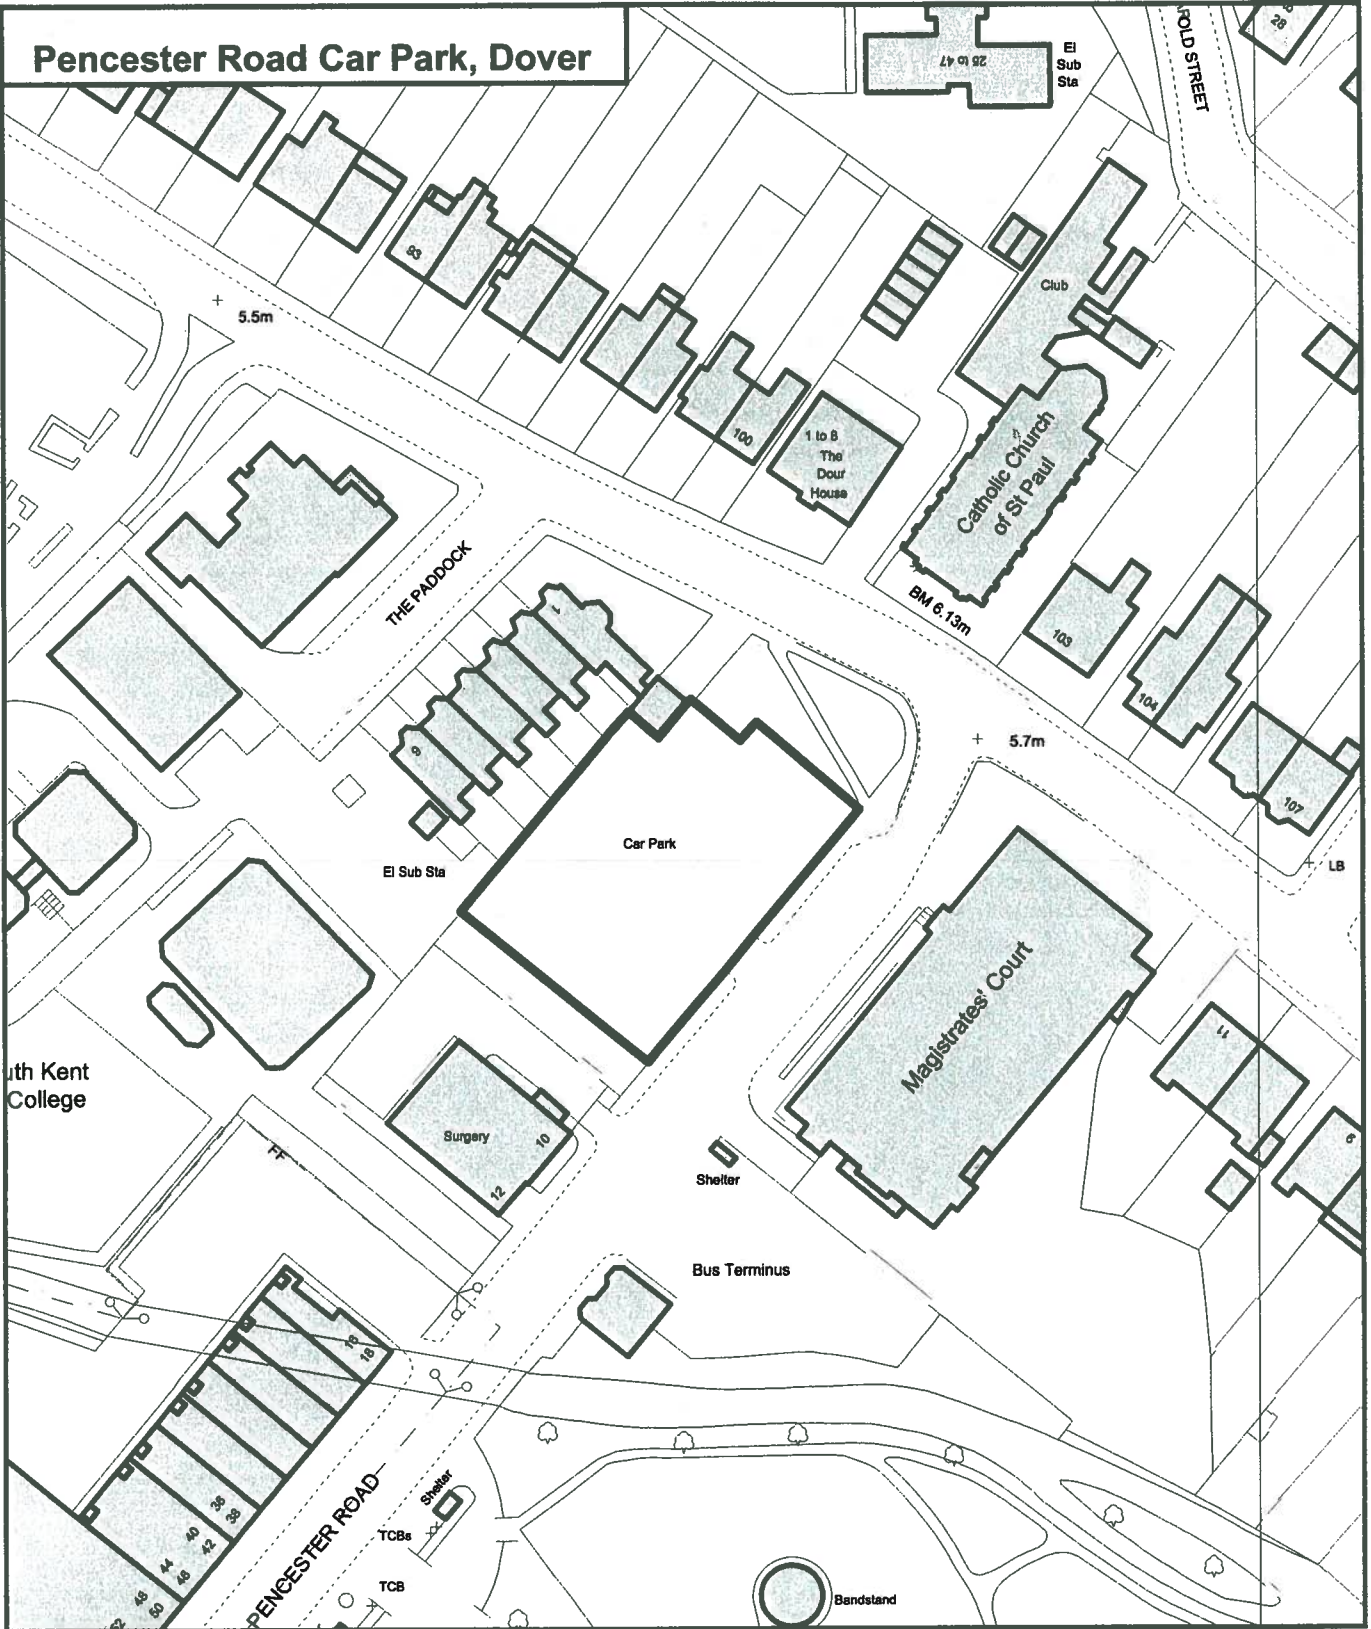 Pencester Road Car Park, Dover
25 to 47
El
Sub
Sta
28
93
5.5m
Club
100
1 to 8
The
Dour
House
Catholic Church
of St Paul
THE PADDOCK
BM 6.13m
103
104
107
1
9
5.7m
LB
Car Park
El Sub Sta
Magistrates' Court
11
6
uth Kent
College
Surgery
10
12
FF
Shelter
Bus Terminus
16
18
36
38
40
42
44
46
48
50
52
PENCESTER ROAD
Shelter
TCBs
TCB
Bandstand